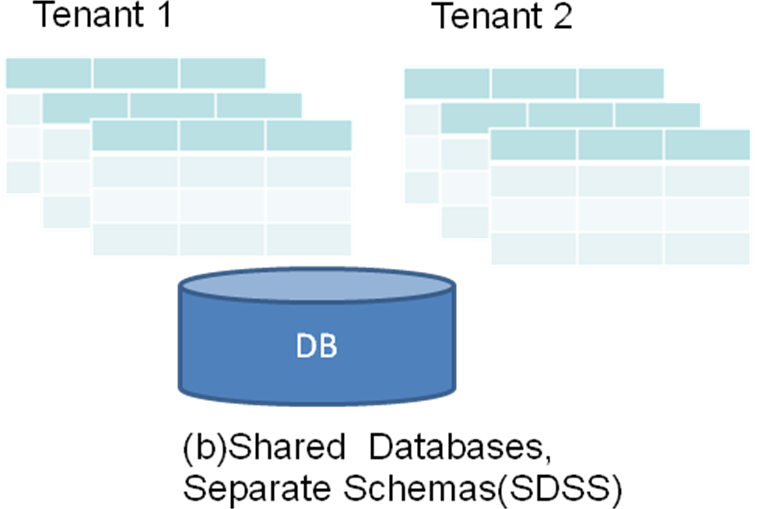 Tenant 1
Tenant 2
DB
(b)Shared Databases,
Separate Schemas(SDSS)